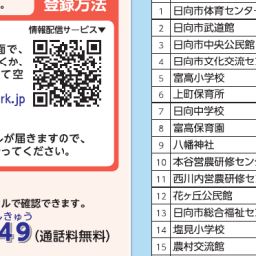 登録方法
情報配信サービス▼
面で、
くか、
て空
rk.jp
ルが届きますので、
ってください。
ルで確認できます。
きゅう
49(通話料無料)
1 日向市体育センター
2 日向市武道館
3 日向市中央公民館
4 日向市文化交流セン
5 富高小学校
6 上町保育所
7 日向中学校
8 富高保育園
9 八幡神社
10 本谷営農研修セン
11 西川内営農研修セン
12 花ヶ丘公民館
13 日向市総合福祉セン
14 塩見小学校
15 農村交流館